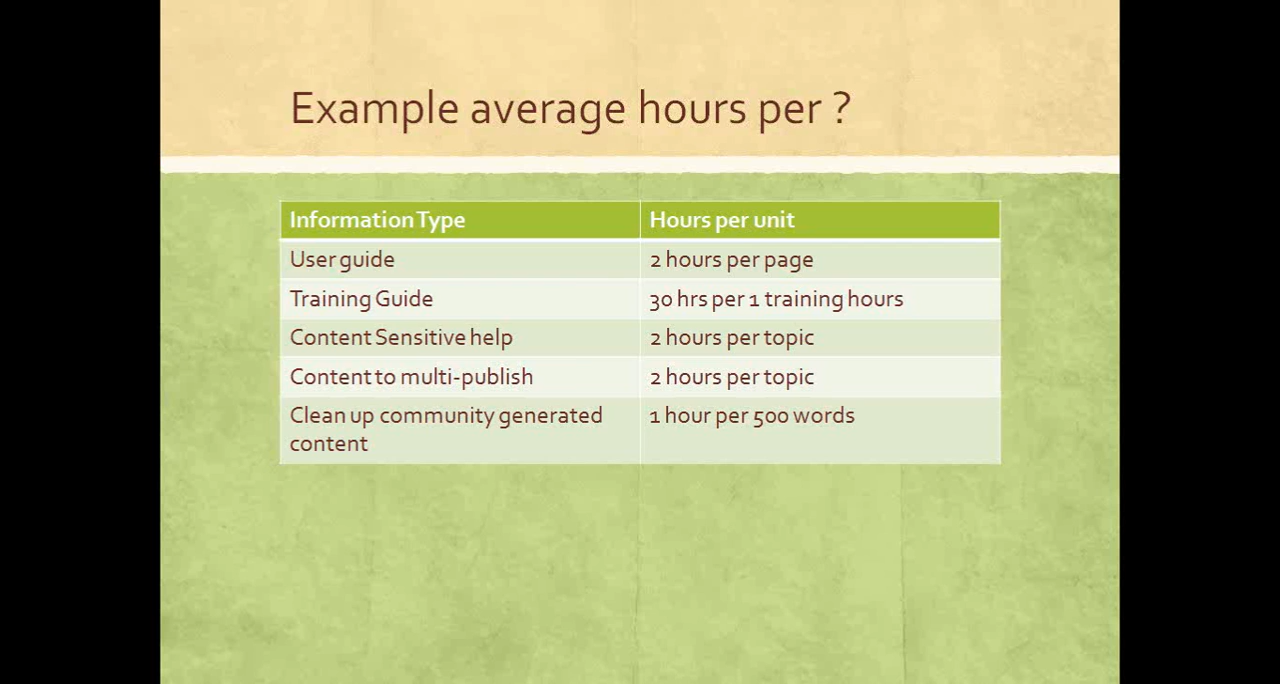 Example average hours per ?
Information Type
Hours per unit
User guide
2 hours per page
Training Guide
30 hrs per 1 training hours
Content Sensitive help
2 hours per topic
Content to multi-publish
2 hours per topic
Clean up community generated
content
1 hour per 500 words